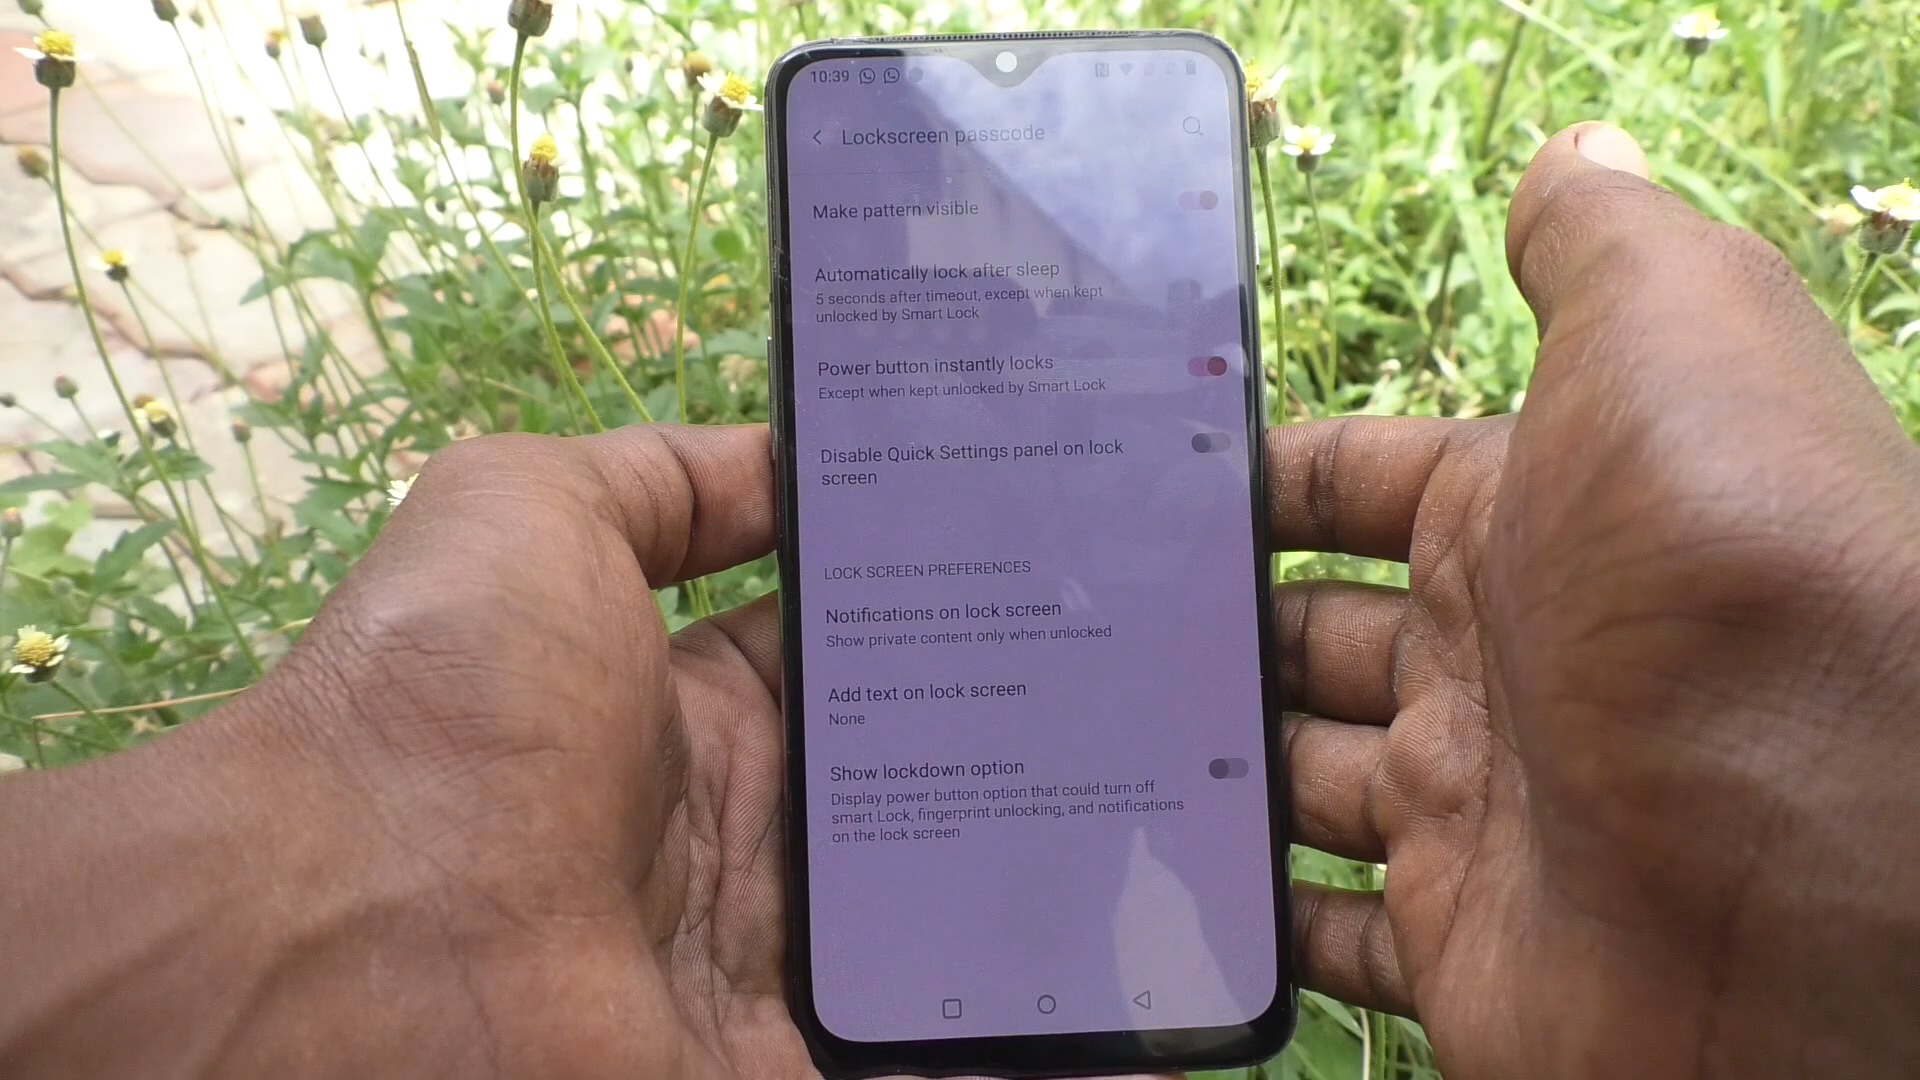 10:39
Lockscreen passcode
Make pattern visible
Automatically lock after sleep
5 seconds after timeout, except when kept
unlocked by Smart Lock
Power button instantly locks
Except when kept unlocked by Smart Lock
Disable Quick Settings panel on lock
screen
LOCK SCREEN PREFERENCES
Notifications on lock screen
Show private content only when unlocked
Add text on lock screen
None
Show lockdown option
Display power button option that could turn off
smart Lock, fingerprint unlocking, and notifications
on the lock screen